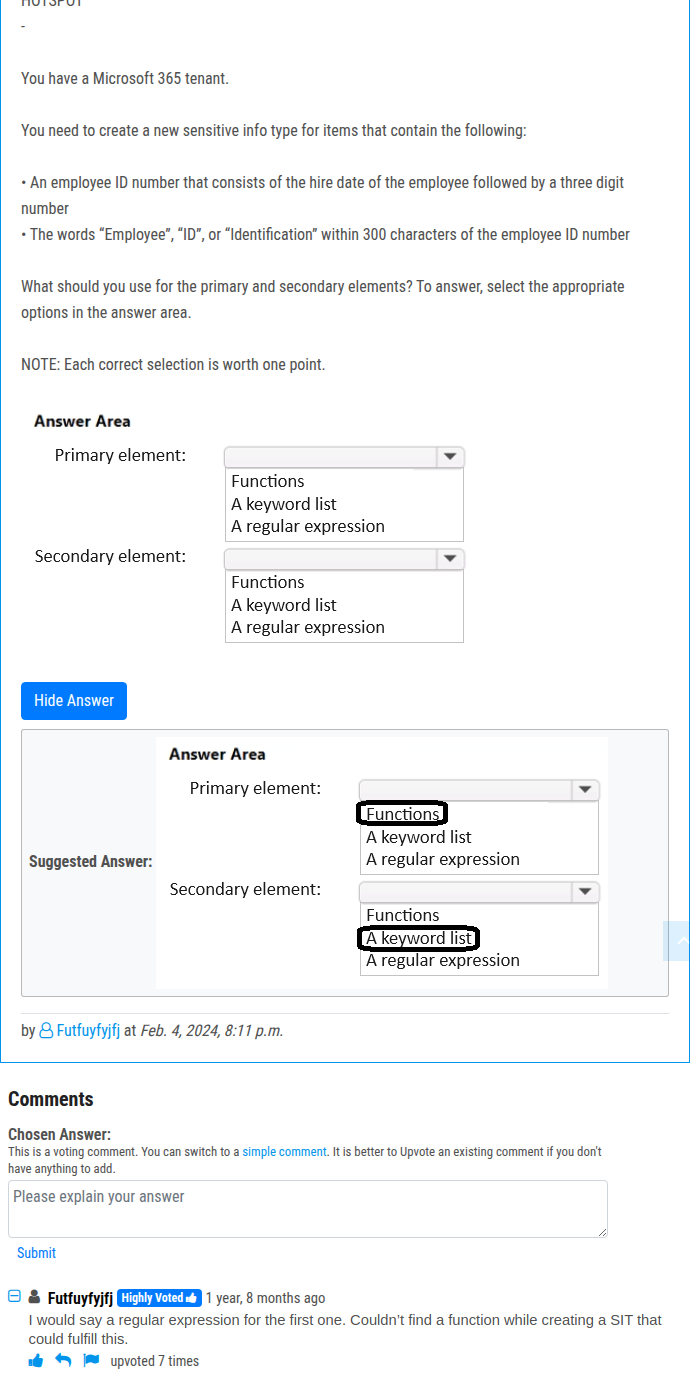 HOTSPOT
-
You have a Microsoft 365 tenant.
You need to create a new sensitive info type for items that contain the following:
• An employee ID number that consists of the hire date of the employee followed by a three digit
number
• The words “Employee”, “ID”, or “Identification” within 300 characters of the employee ID number
What should you use for the primary and secondary elements? To answer, select the appropriate
options in the answer area.
NOTE: Each correct selection is worth one point.
Answer Area
Primary element:
Functions
A keyword list
A regular expression
Secondary element:
Functions
A keyword list
A regular expression
Hide Answer
Suggested Answer:
Answer Area
Primary element:
Functions
A keyword list
A regular expression
Secondary element:
Functions
A keyword list
A regular expression
by Futfuyfyjfj at Feb. 4, 2024, 8:11 p.m.
Comments
Chosen Answer:
This is a voting comment. You can switch to a simple comment. It is better to Upvote an existing comment if you don't
have anything to add.
Please explain your answer
Submit
Futfuyfyjfj Highly Voted 1 year, 8 months ago
I would say a regular expression for the first one. Couldn’t find a function while creating a SIT that
could fulfill this.
upvoted 7 times